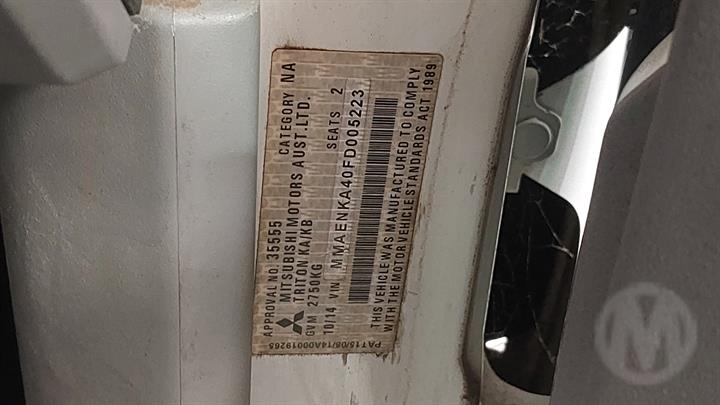 APPROVAL NO. 35555 CATEGORY NA
MITSUBISHI MOTORS AUST.LTD.
TRITON KA/KB
GVM 2750KG SEATS 2
10/14 VIN MMAENKA40FD005223
THIS VEHICLE WAS MANUFACTURED TO COMPLY
WITH THE MOTOR VEHICLE STANDARDS ACT 1989
PAT15/08/14A00019265
M